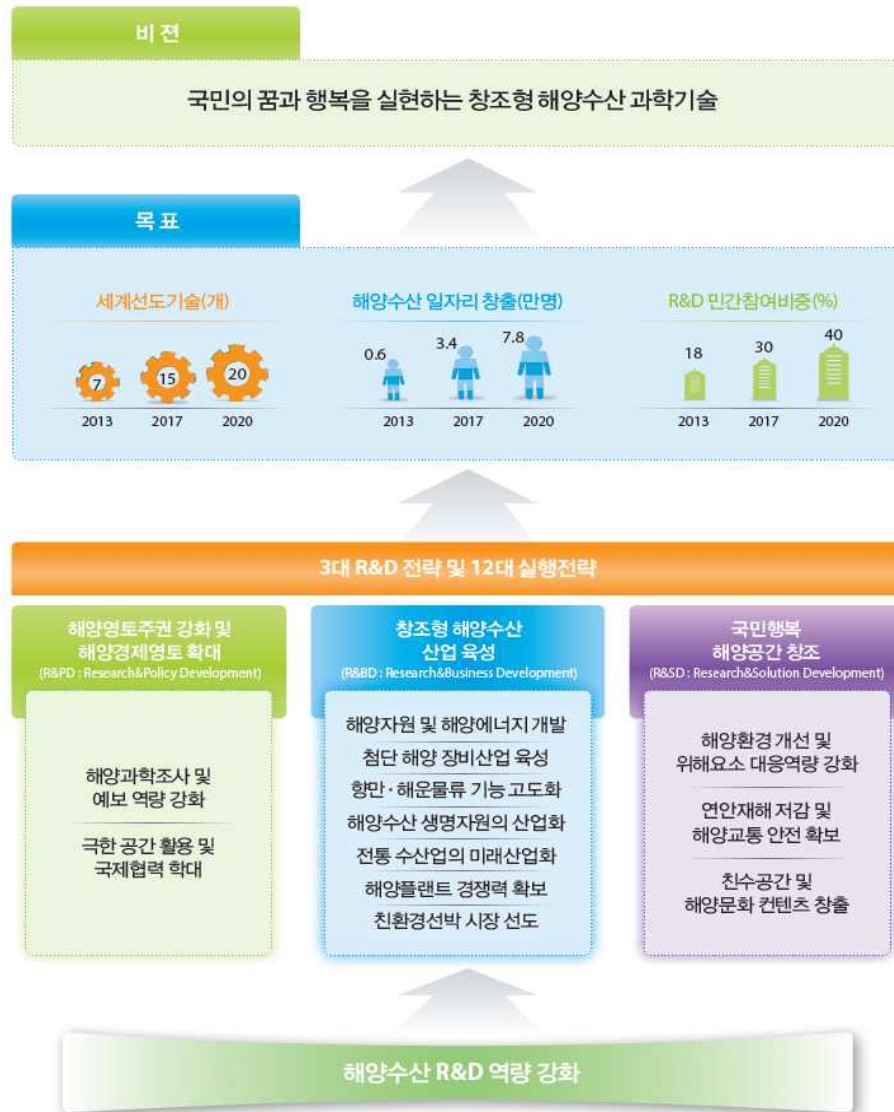 비 젼
국민의 꿈과 행복을 실현하는 창조형 해양수산 과학기술
목 표
세계선도기술(개)
7
15
20
2013
2017
2020
해양수산 일자리 창출(만명)
0.6
3.4
7.8
2013
2017
2020
R&D 민간참여비중(%)
18
30
40
2013
2017
2020
3대 R&D 전략 및 12대 실행전략
해양영토주권 강화 및
해양경제영토 확대
(R&PD : Research&Policy Development)
해양과학조사 및
예보 역량 강화
극한 공간 활용 및
국제협력 학대
창조형 해양수산
산업 육성
(R&BD : Research&Business Development)
해양자원 및 해양에너지 개발
첨단 해양 장비산업 육성
항만·해운물류 기능 고도화
해양수산 생명자원의 산업화
전통 수산업의 미래산업화
해양플랜트 경쟁력 확보
친환경선박 시장 선도
국민행복
해양공간 창조
(R&SD : Research&Solution Development)
해양환경 개선 및
위해요소 대응역량 강화
연안재해 저감 및
해양교통 안전 확보
친수공간 및
해양문화 컨텐츠 창출
해양수산 R&D 역량 강화